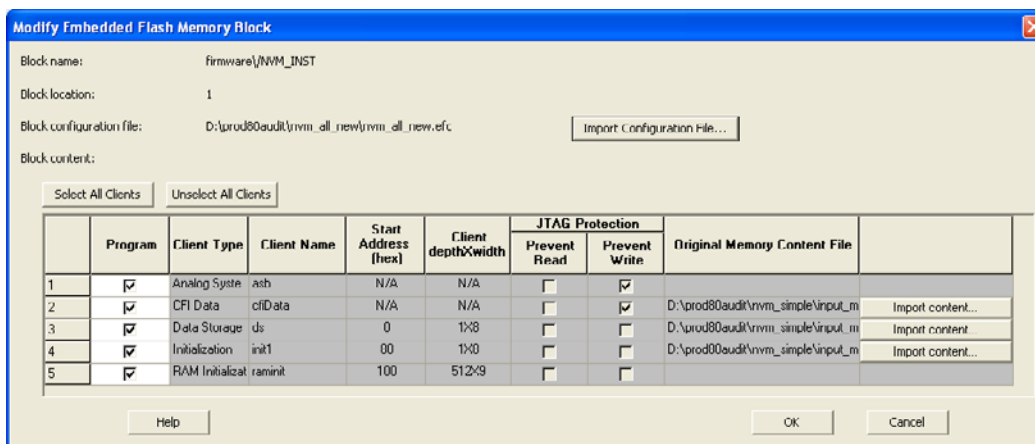 Modify Embedded Flash Memory Block
Block name: firmware\/NVM_INST
Block location: 1
Block configuration file: D:\prod80audit\nvm_all_new\nvm_all_new.efc Import Configuration File...
Block content:
Select All Clients Unselect All Clients
Program Client Type Client Name Start Address (hex) Client depthXwidth JTAG Protection Prevent Read Prevent Write Original Memory Content File
1 Analog Syste asb N/A N/A
2 CFI Data cfiData N/A N/A D:\prod80audit\nvm_simple\input_m Import content...
3 Data Storage ds 0 1X8 D:\prod80audit\nvm_simple\input_m Import content...
4 Initialization init1 80 1X8 D:\prod80audit\nvm_simple\input_m Import content...
5 RAM Initializat raminit 100 512X9
Help OK Cancel